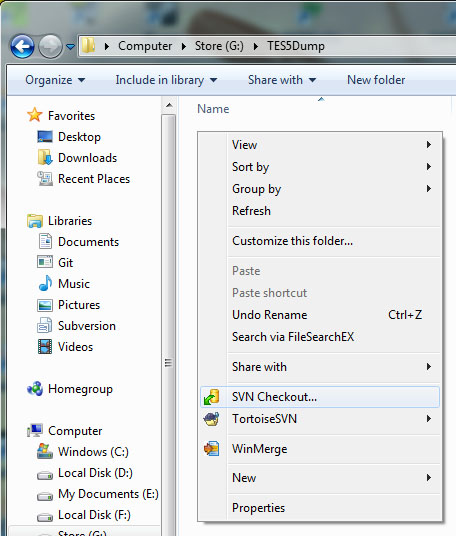 Computer Store (G:) TES5Dump
Organize Include in library Share with New folder
Favorites
Desktop
Downloads
Recent Places
Libraries
Documents
Git
Music
Pictures
Subversion
Videos
Homegroup
Computer
Windows (C:)
Local Disk (D:)
My Documents (E:)
Local Disk (F:)
Store (G:)
Name
View
Sort by
Group by
Refresh
Customize this folder...
Paste
Paste shortcut
Undo Rename Ctrl+Z
Search via FileSearchEX
Share with
SVN Checkout...
TortoiseSVN
WinMerge
New
Properties